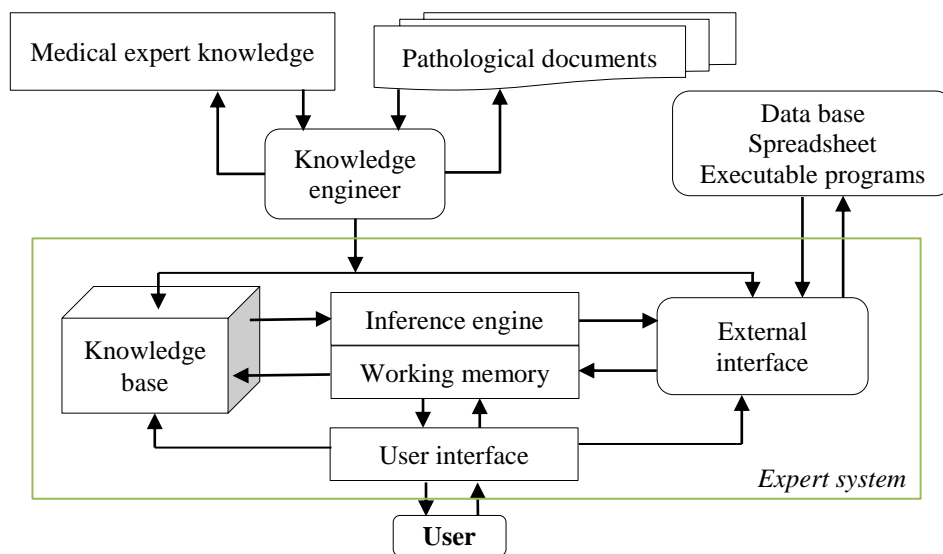 Medical expert knowledge
Pathological documents
Data base
Spreadsheet
Executable programs
Knowledge
engineer
Inference engine
External
interface
Knowledge
base
Working memory
User interface
Expert system
User